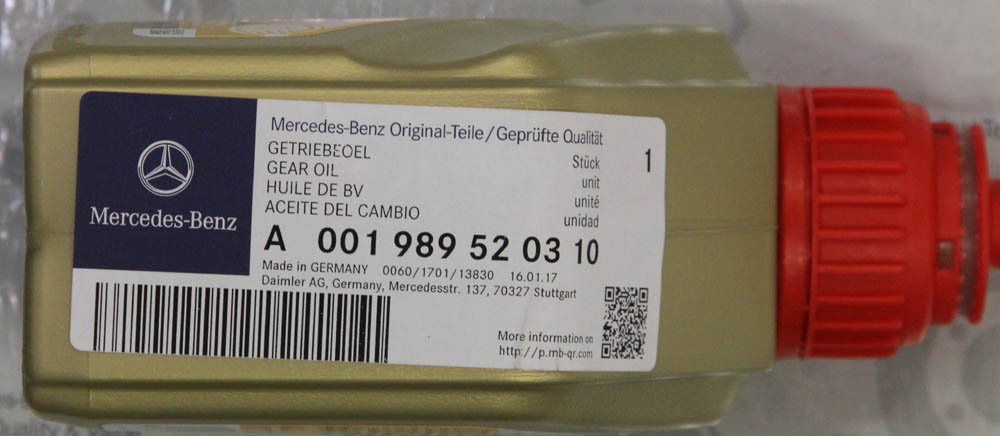 Mercedes-Benz
Mercedes-Benz Original-Teile/Geprüfte Qualität
GETRIEBEOEL
GEAR OIL
HUILE DE BV
ACEITE DEL CAMBIO
Stück
unit
unité
unidad
1
A 001 989 52 03 10
Made in GERMANY 0060/1701/13830 16.01.17
Daimler AG, Germany, Mercedesstr. 137, 70327 Stuttgart
More information on
http://p.mb-qr.com